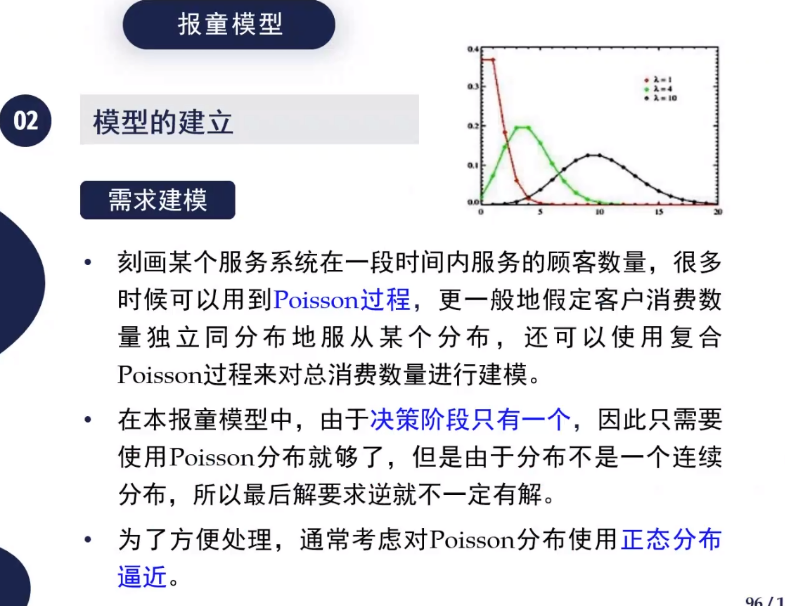 报童模型
02
模型的建立
需求建模
0.4
0.3
0.2
0.1
0.0
0
5
10
15
20
λ=1
λ=4
λ=10
• 刻画某个服务系统在一段时间内服务的顾客数量，很多
时候可以用到Poisson过程，更一般地假定客户消费数
量独立同分布地服从某个分布，还可以使用复合
Poisson过程来对总消费数量进行建模。
• 在本报童模型中，由于决策阶段只有一个，因此只需要
使用Poisson分布就够了，但是由于分布不是一个连续
分布，所以最后解要求逆就不一定有解。
• 为了方便处理，通常考虑对Poisson分布使用正态分布
逼近。
96 / 1